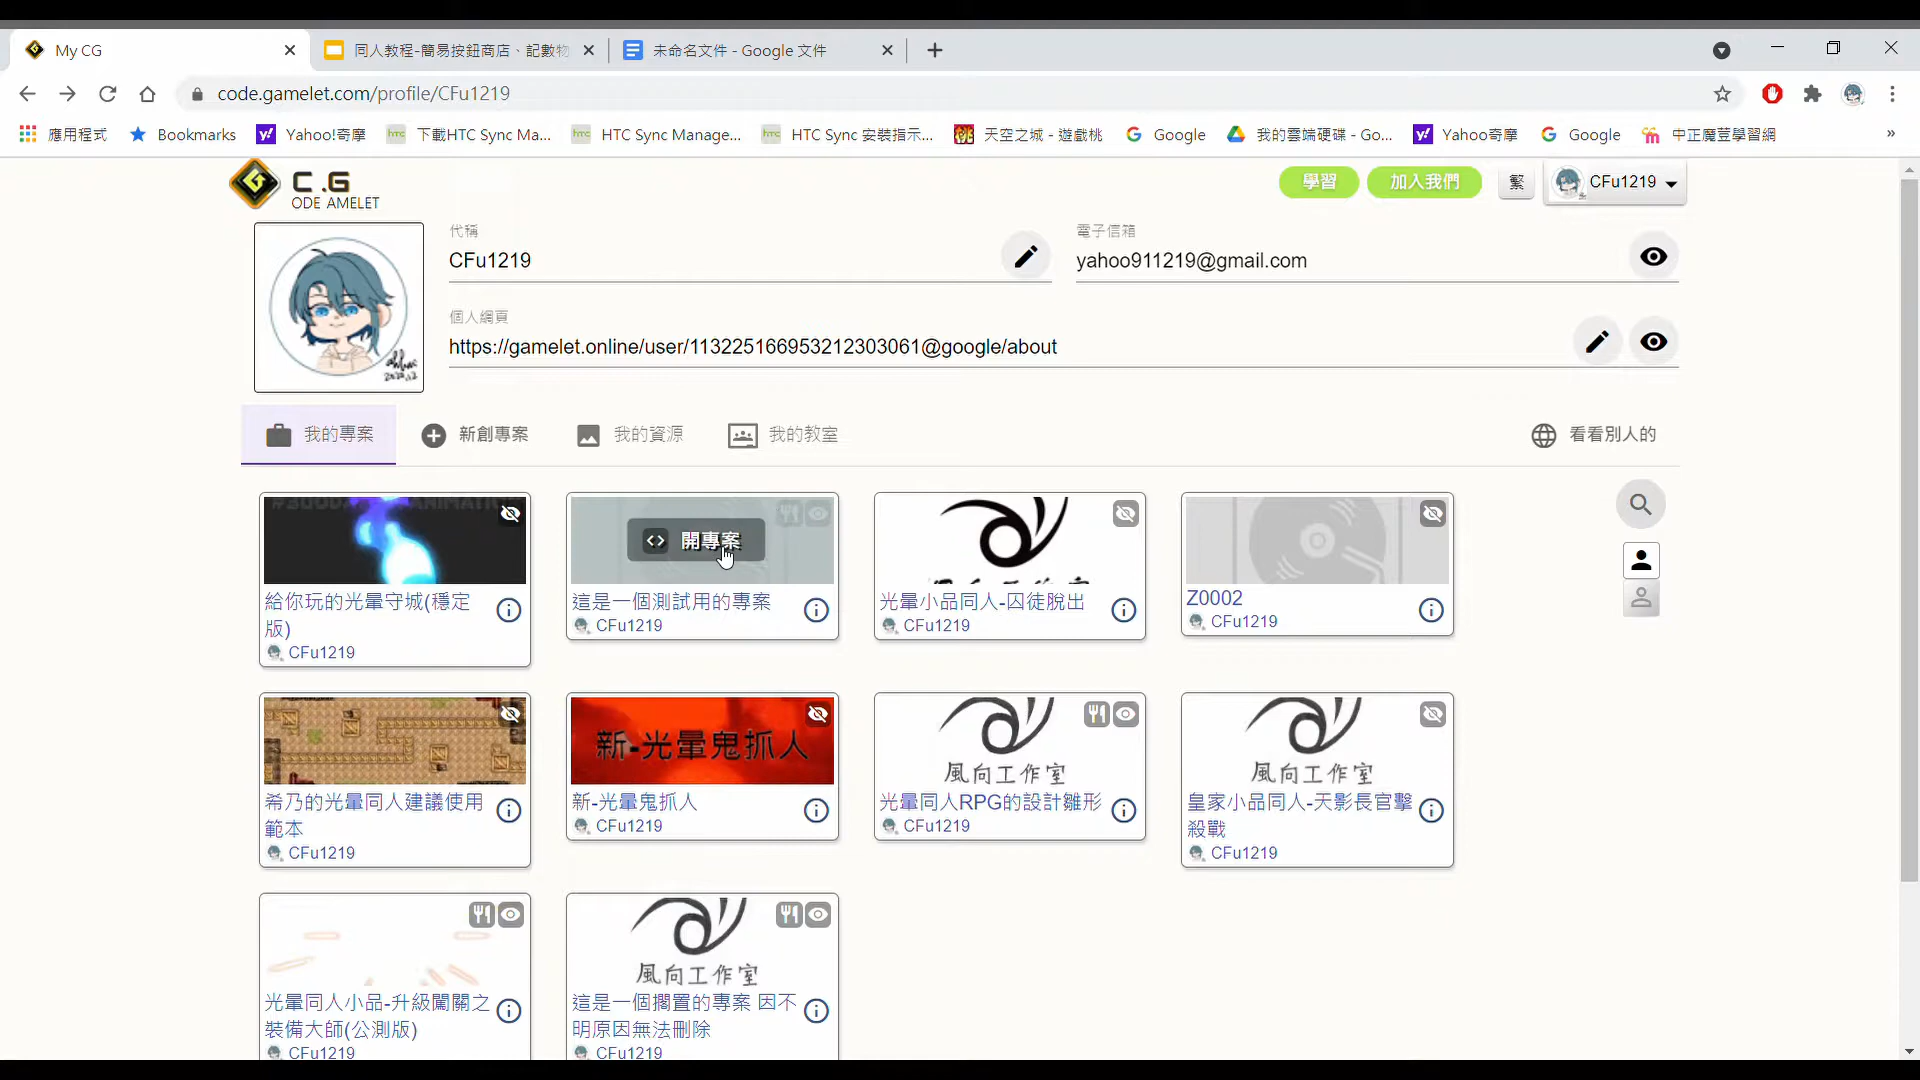 My CG
同人教程-簡易按鈕商店、記數物
未命名文件 - Google 文件
code.gamelet.com/profile/CFu1219
應用程式
Bookmarks
Yahoo!奇摩
下載HTC Sync Ma...
HTC Sync Manage...
HTC Sync 安裝指示...
天空之城 - 遊戲桃
Google
我的雲端硬碟 - Go...
Yahoo奇摩
Google
中正魔荳學習網
»
C.G
ODE AMELET
學習
加入我們
繁
CFu1219
代稱
CFu1219
電子信箱
yahoo911219@gmail.com
個人網頁
https://gamelet.online/user/113225166953212303061@google/about
我的專案
新創專案
我的資源
我的教室
看看別人的
給你玩的光暈守城(穩定
版)
CFu1219
開專案
這是一個測試用的專案
CFu1219
光暈小品同人-囚徒脫出
CFu1219
Z0002
CFu1219
希乃的光暈同人建議使用
範本
CFu1219
新-光暈鬼抓人
新-光暈鬼抓人
CFu1219
風向工作室
光暈同人RPG的設計雛形
CFu1219
風向工作室
皇家小品同人-天影長官擊
殺戰
CFu1219
光暈同人小品-升級闖關之
裝備大師(公測版)
CFu1219
風向工作室
這是一個擱置的專案 因不
明原因無法刪除
CFu1219